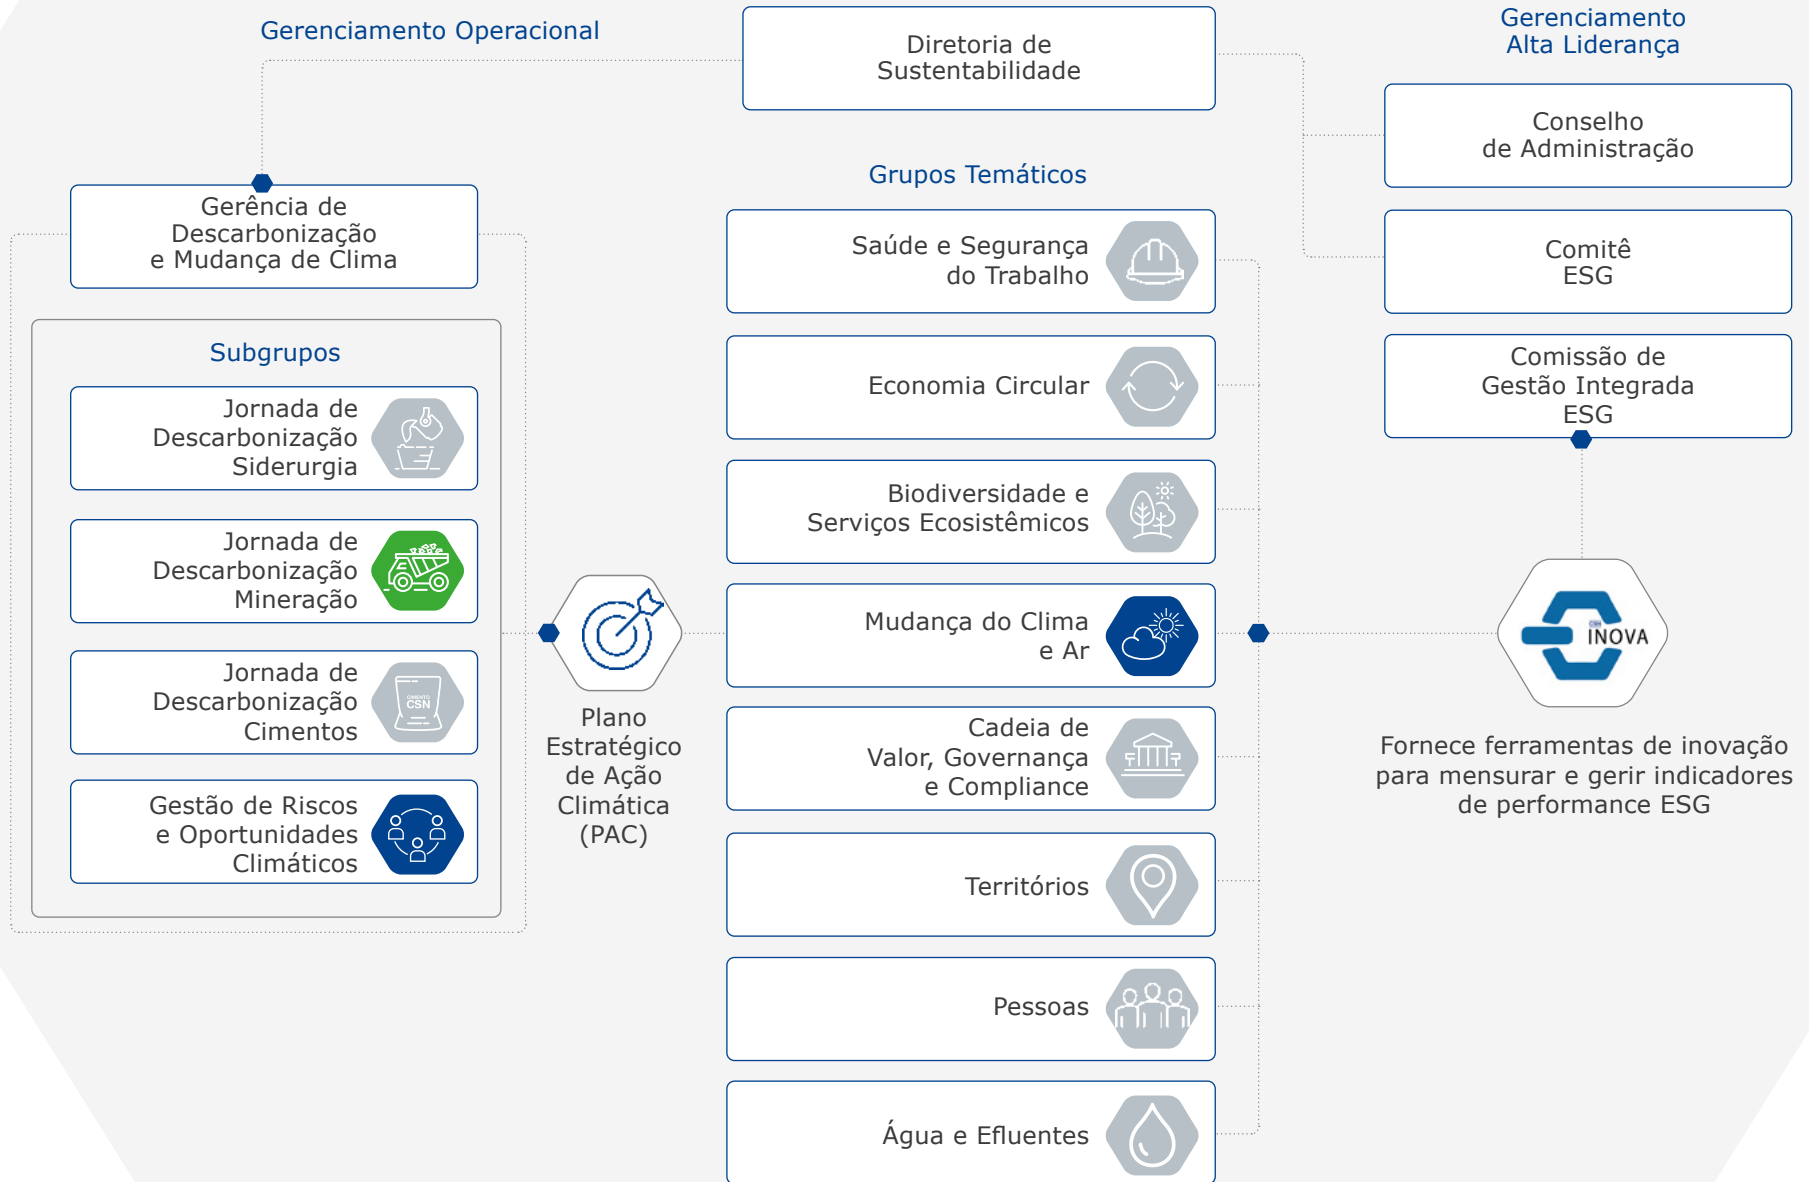 Gerenciamento Operacional
Diretoria de
Sustentabilidade
Gerenciamento
Alta Liderança
Conselho
de Administração
Comitê
ESG
Comissão de
Gestão Integrada
ESG
Gerência de
Descarbonização
e Mudança de Clima
Subgrupos
Jornada de
Descarbonização
Siderurgia
Jornada de
Descarbonização
Mineração
Jornada de
Descarbonização
Cimentos
CIMENTO
CSN
Gestão de Riscos
e Oportunidades
Climáticos
Plano
Estratégico
de Ação
Climática
(PAC)
Grupos Temáticos
Saúde e Segurança
do Trabalho
Economia Circular
Biodiversidade e
Serviços Ecosistêmicos
Mudança do Clima
e Ar
Cadeia de
Valor, Governança
e Compliance
Territórios
Pessoas
Água e Efluentes
CSN
INOVA
Fornece ferramentas de inovação
para mensurar e gerir indicadores
de performance ESG